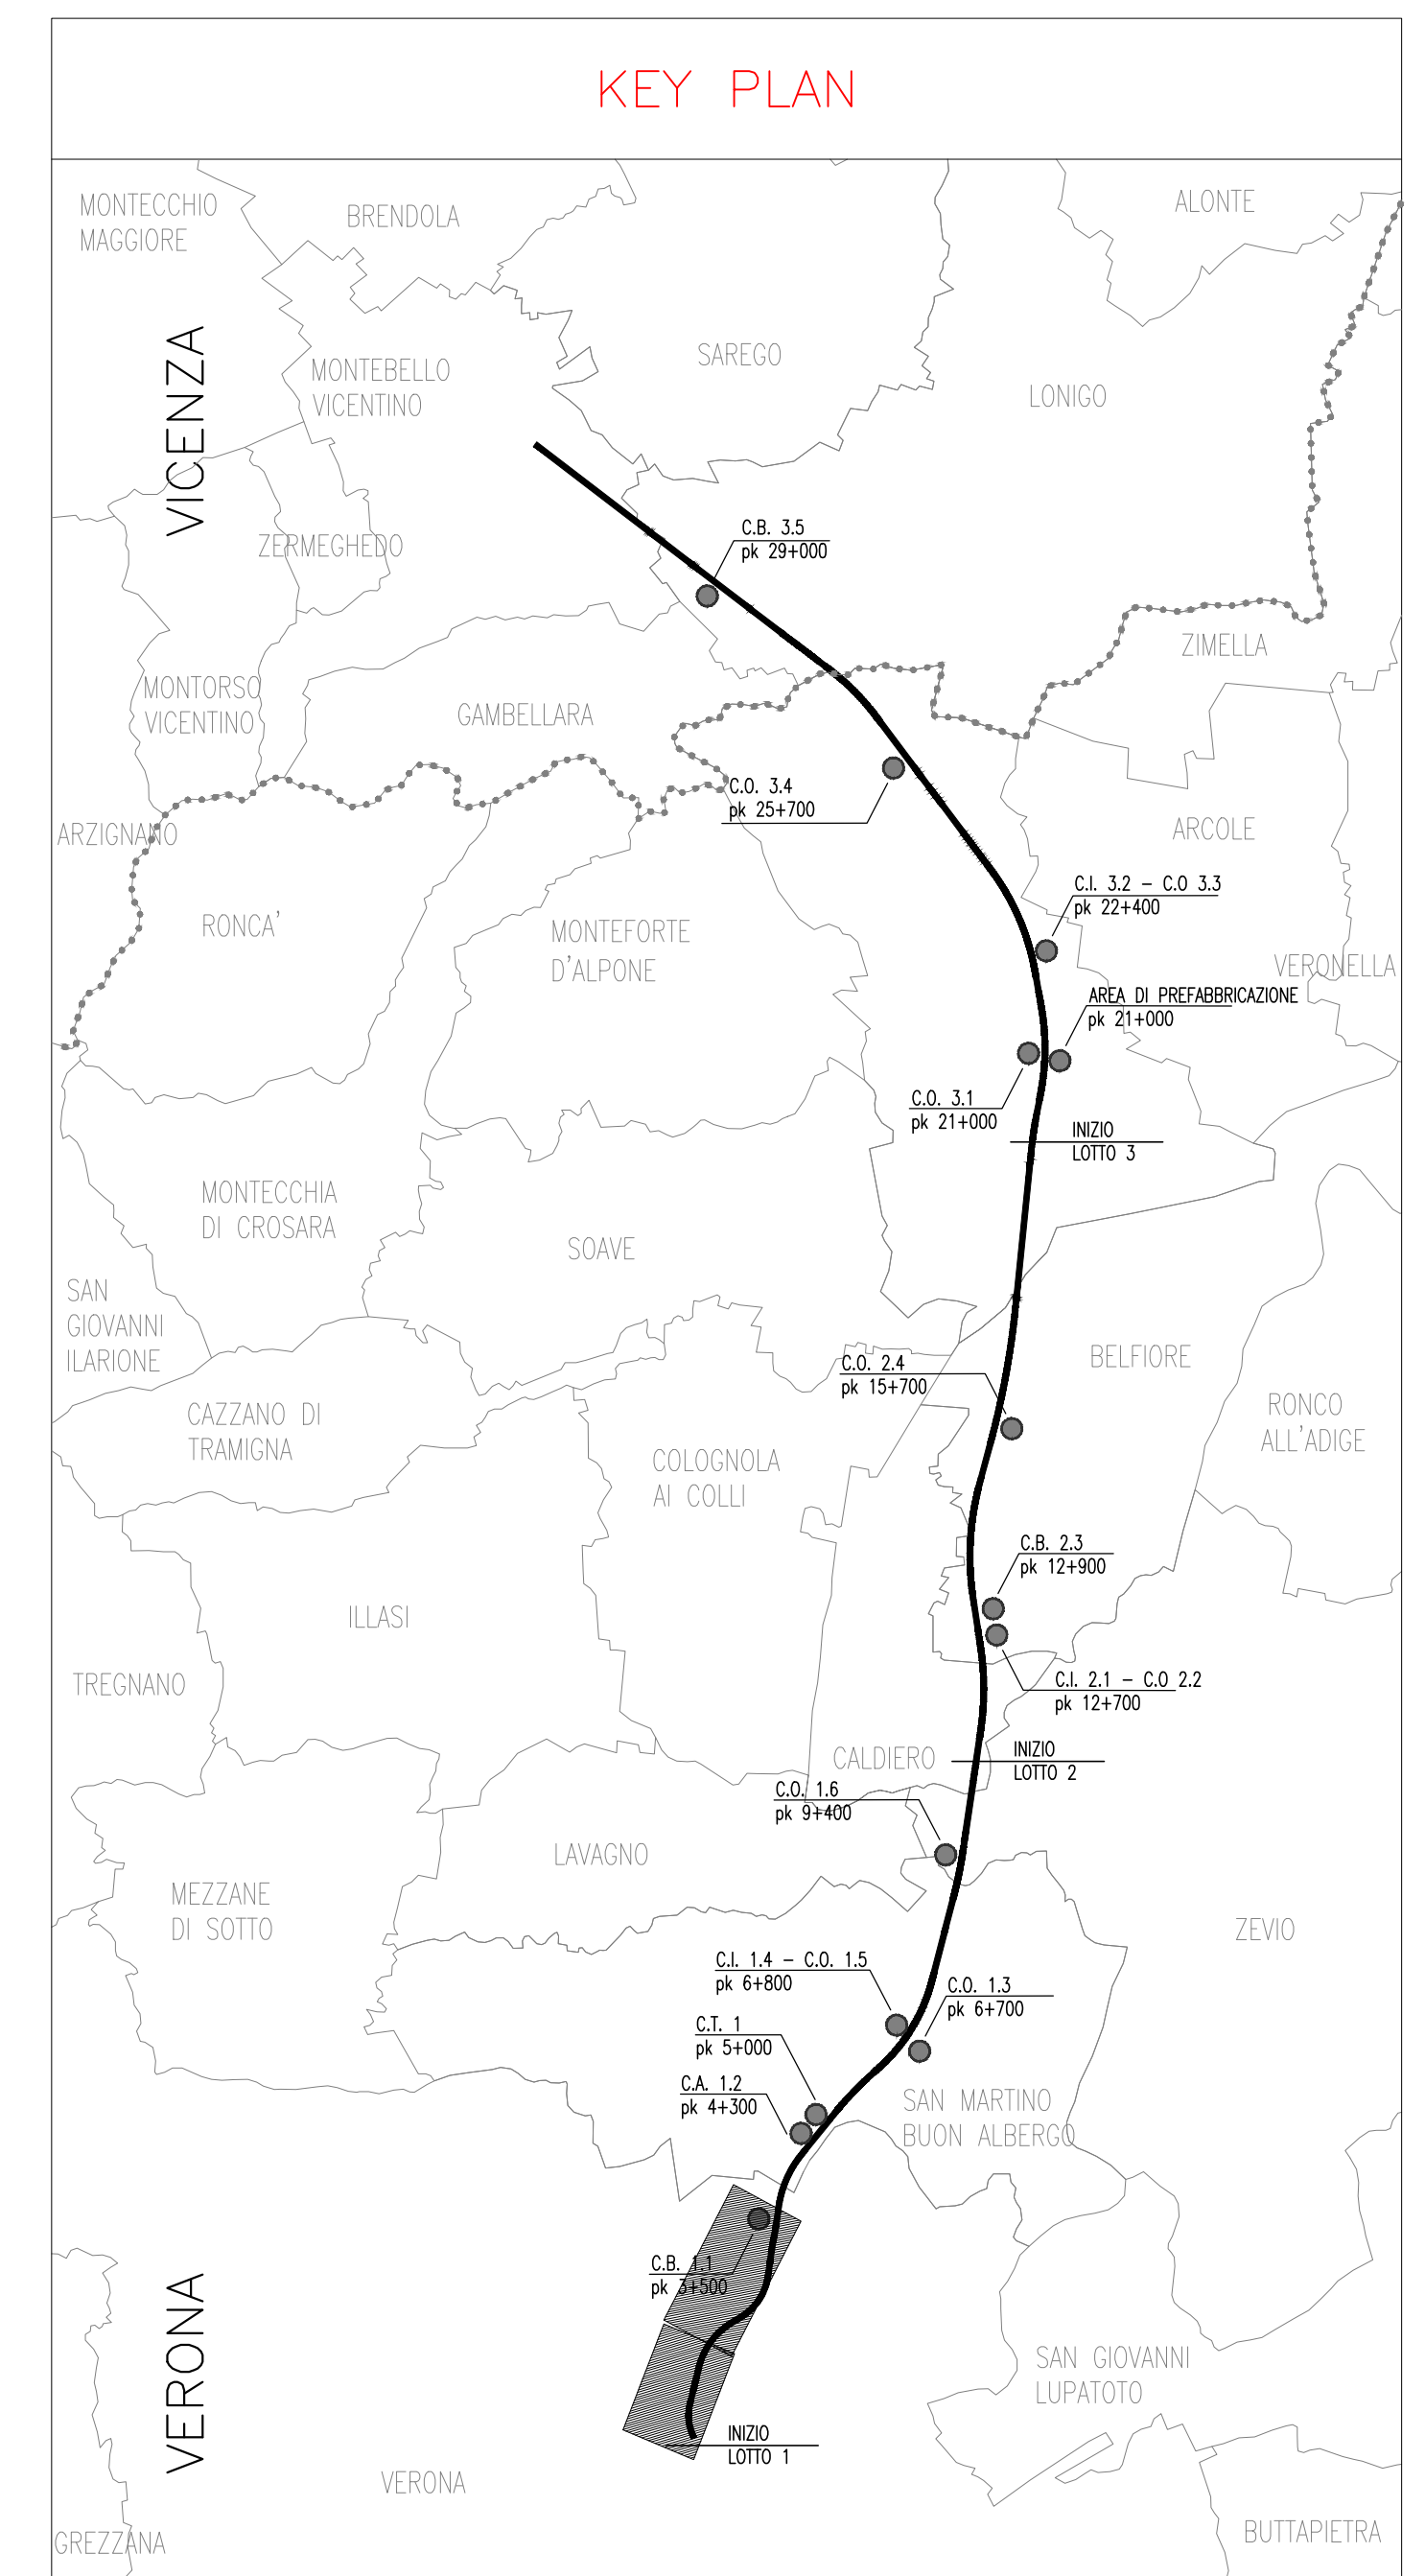 KEY PLAN
MONTECCHIO
MAGGIORE
BRENDOLA
ALONTE
VICENZA
MONTEBELLO
VICENTINO
SAREGO
LONIGO
C.B. 3.5
pk 29+000
ZERMEGHEDO
ZIMELLA
MONTORSO
VICENTINO
GAMBELLARA
C.O. 3.4
pk 25+700
ARZIGNANO
ARCOLE
C.I. 3.2 - C.O 3.3
pk 22+400
RONCA'
MONTEFORTE
D'ALPONE
VERONELLA
AREA DI PREFABBRICAZIONE
pk 21+000
C.O. 3.1
pk 21+000
INIZIO
LOTTO 3
MONTECCHIA
DI CROSARA
SOAVE
SAN
GIOVANNI
ILARIONE
BELFIORE
C.O. 2.4
pk 15+700
CAZZANO DI
TRAMIGNA
RONCO
ALL'ADIGE
COLOGNOLA
AI COLLI
C.B. 2.3
pk 12+900
ILLASI
TREGNANO
C.I. 2.1 - C.O 2.2
pk 12+700
CALDIERO
INIZIO
LOTTO 2
C.O. 1.6
pk 9+400
LAVAGNO
MEZZANE
DI SOTTO
ZEVIO
C.I. 1.4 - C.O. 1.5
pk 6+800
C.O. 1.3
pk 6+700
C.T. 1
pk 5+000
C.A. 1.2
pk 4+300
SAN MARTINO
BUON ALBERGO
C.B. 1.1
pk 3+500
VERONA
SAN GIOVANNI
LUPATOTO
INIZIO
LOTTO 1
VERONA
GREZZANA
BUTTAPIETRA